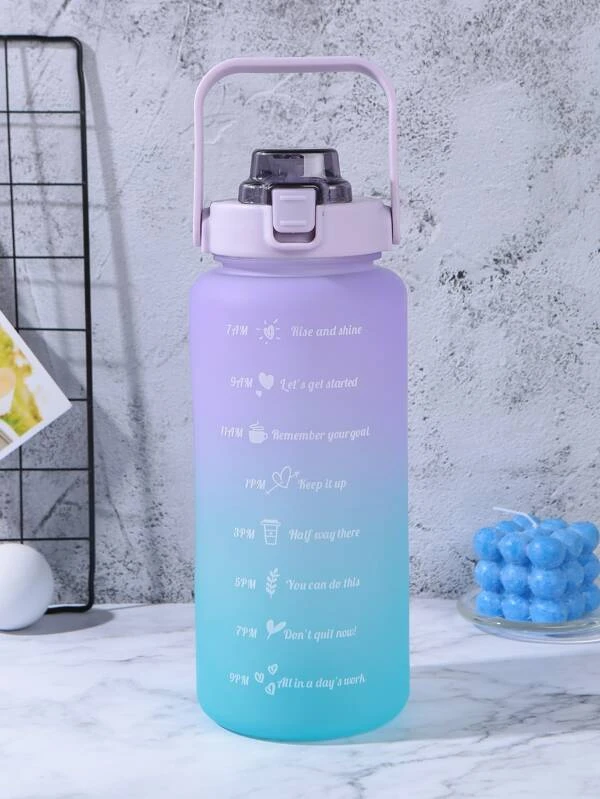 7AM Rise and shine
9AM Let's get started
11AM Remember your goal
1PM Keep it up
3PM Half way there
5PM You can do this
7PM Don't quit now!
9PM All in a day's work